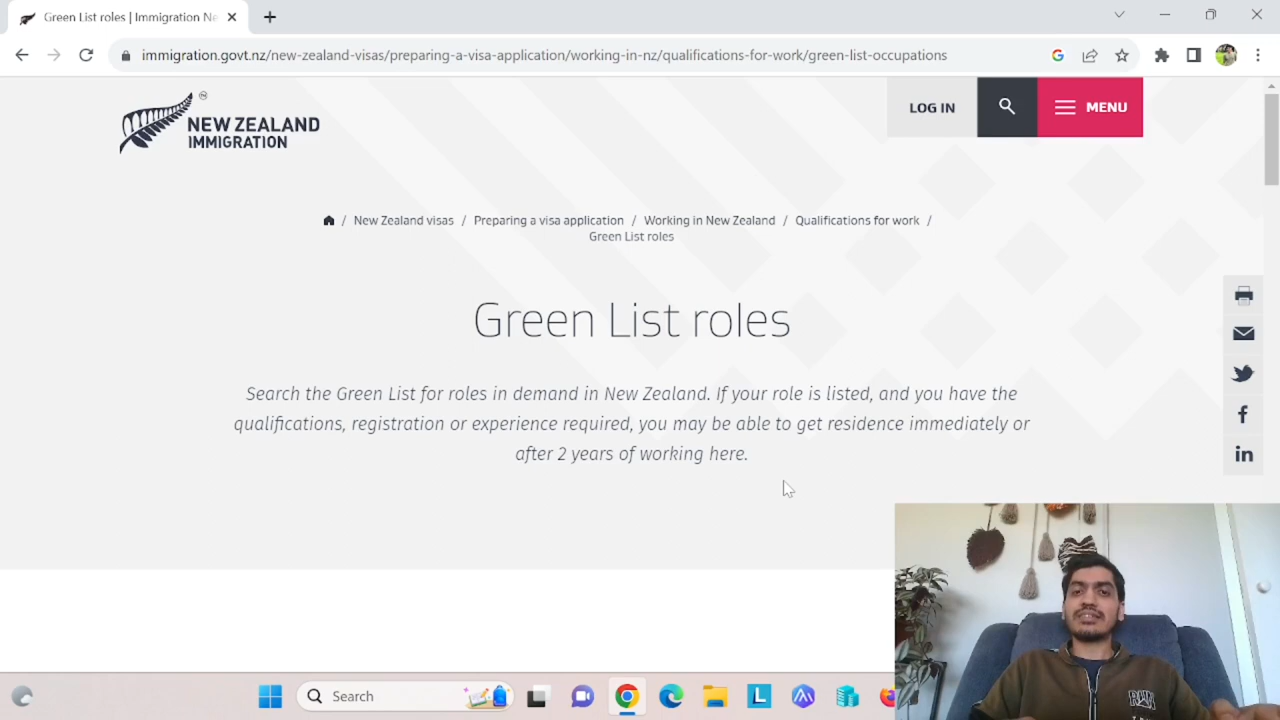 Green List roles | Immigration Ne
immigration.govt.nz/new-zealand-visas/preparing-a-visa-application/working-in-nz/qualifications-for-work/green-list-occupations
NEW ZEALAND
IMMIGRATION
LOG IN
MENU
/ New Zealand visas / Preparing a visa application / Working in New Zealand / Qualifications for work /
Green List roles
Green List roles
Search the Green List for roles in demand in New Zealand. If your role is listed, and you have the
qualifications, registration or experience required, you may be able to get residence immediately or
after 2 years of working here.
Search